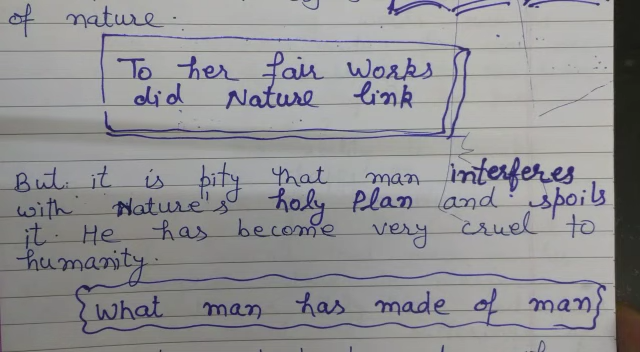 of nature.
To her fair works
did Nature link
But it is pity that man interferes
with Nature's holy Plan and spoils
it. He has become very cruel to
humanity.
What man has made of man